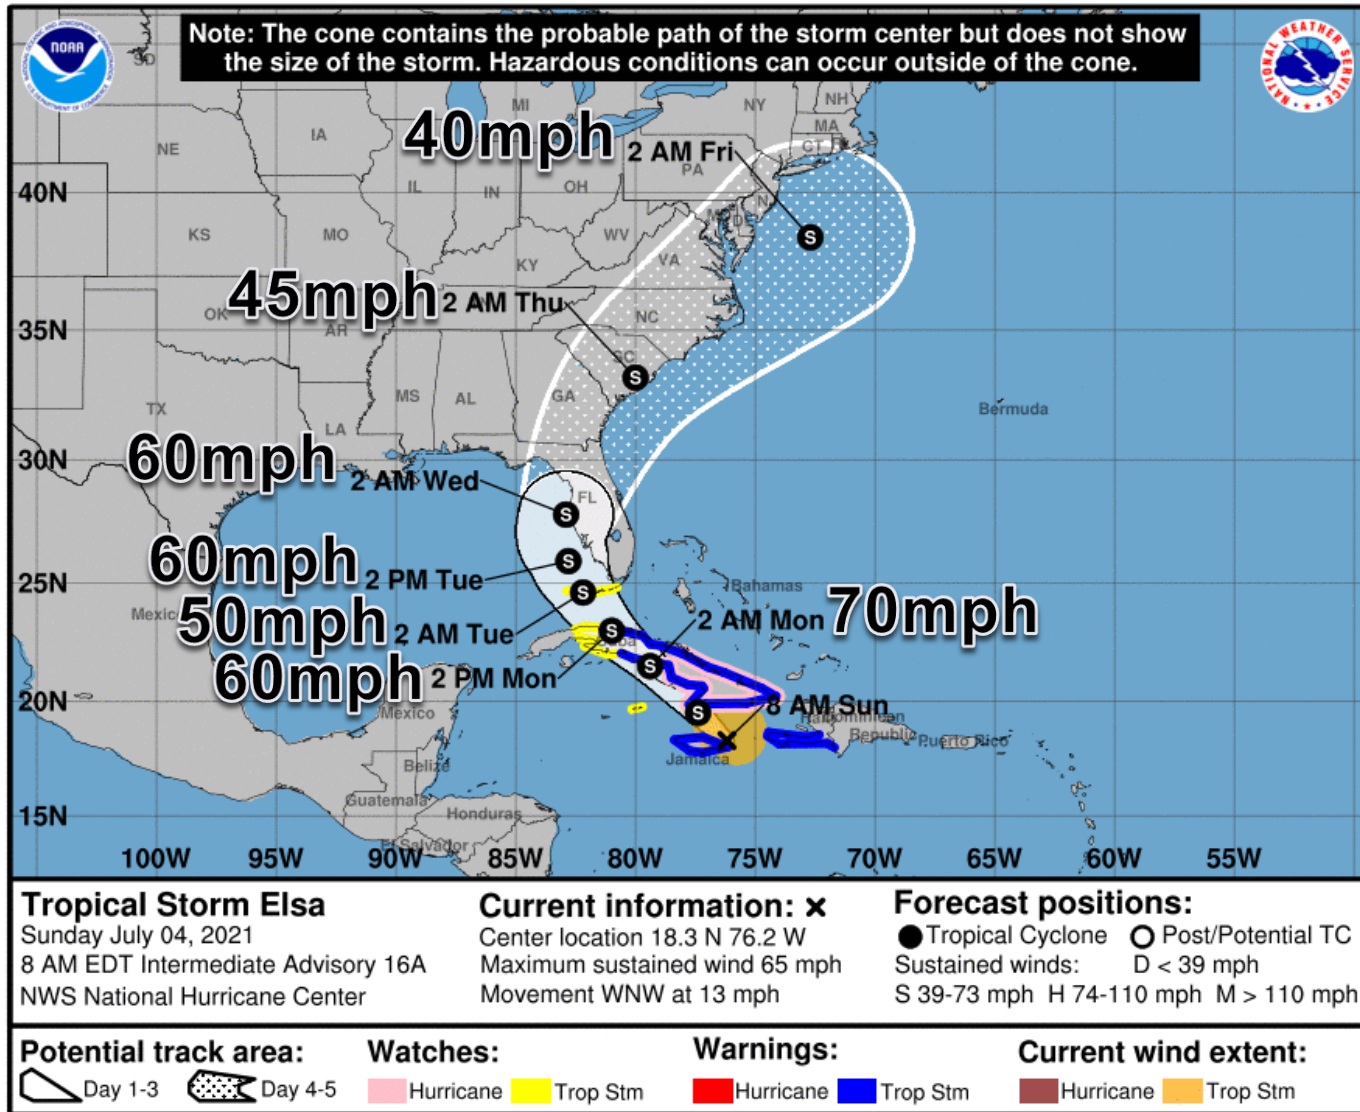 Note: The cone contains the probable path of the storm center but does not show
the size of the storm. Hazardous conditions can occur outside of the cone.
NOAA
NATIONAL WEATHER SERVICE
SD
MI
NY
NH
MA
CT
40mph
2 AM Fri
IA
NE
PA
IL
IN
OH
40N
MD
DE
KS
MO
WV
VA
KY
45mph
2 AM Thu
OK
AR
NC
35N
SC
MS
AL
GA
TX
Bermuda
LA
60mph
30N
2 AM Wed
FL
60mph
2 PM Tue
25N
Bahamas
Mexico
50mph
2 AM Tue
2 AM Mon
70mph
60mph
2 PM Mon
20N
8 AM Sun
Mexico
Dominican
Republic
Puerto Rico
Jamaica
Belize
Guatemala
Honduras
15N
El Salvador
100W 95W 90W 85W 80W 75W 70W 65W 60W 55W
Tropical Storm Elsa
Sunday July 04, 2021
8 AM EDT Intermediate Advisory 16A
NWS National Hurricane Center
Current information: ×
Center location 18.3 N 76.2 W
Maximum sustained wind 65 mph
Movement WNW at 13 mph
Forecast positions:
Tropical Cyclone Post/Potential TC
Sustained winds: D < 39 mph
S 39-73 mph H 74-110 mph M > 110 mph
Potential track area:
Day 1-3 Day 4-5
Watches:
Hurricane Trop Stm
Warnings:
Hurricane Trop Stm
Current wind extent:
Hurricane Trop Stm